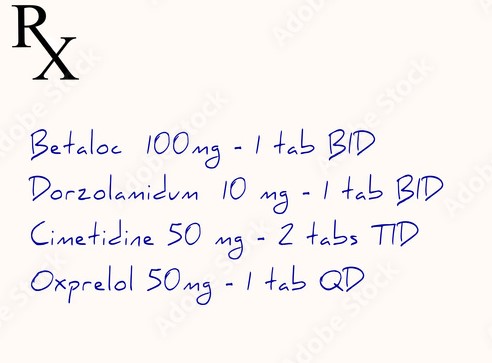 Rx
Betaloc 100mg - 1 tab BID
Dorzolamidum 10 mg - 1 tab BID
Cimetidine 50 mg - 2 tabs TID
Oxprelol 50mg - 1 tab QD